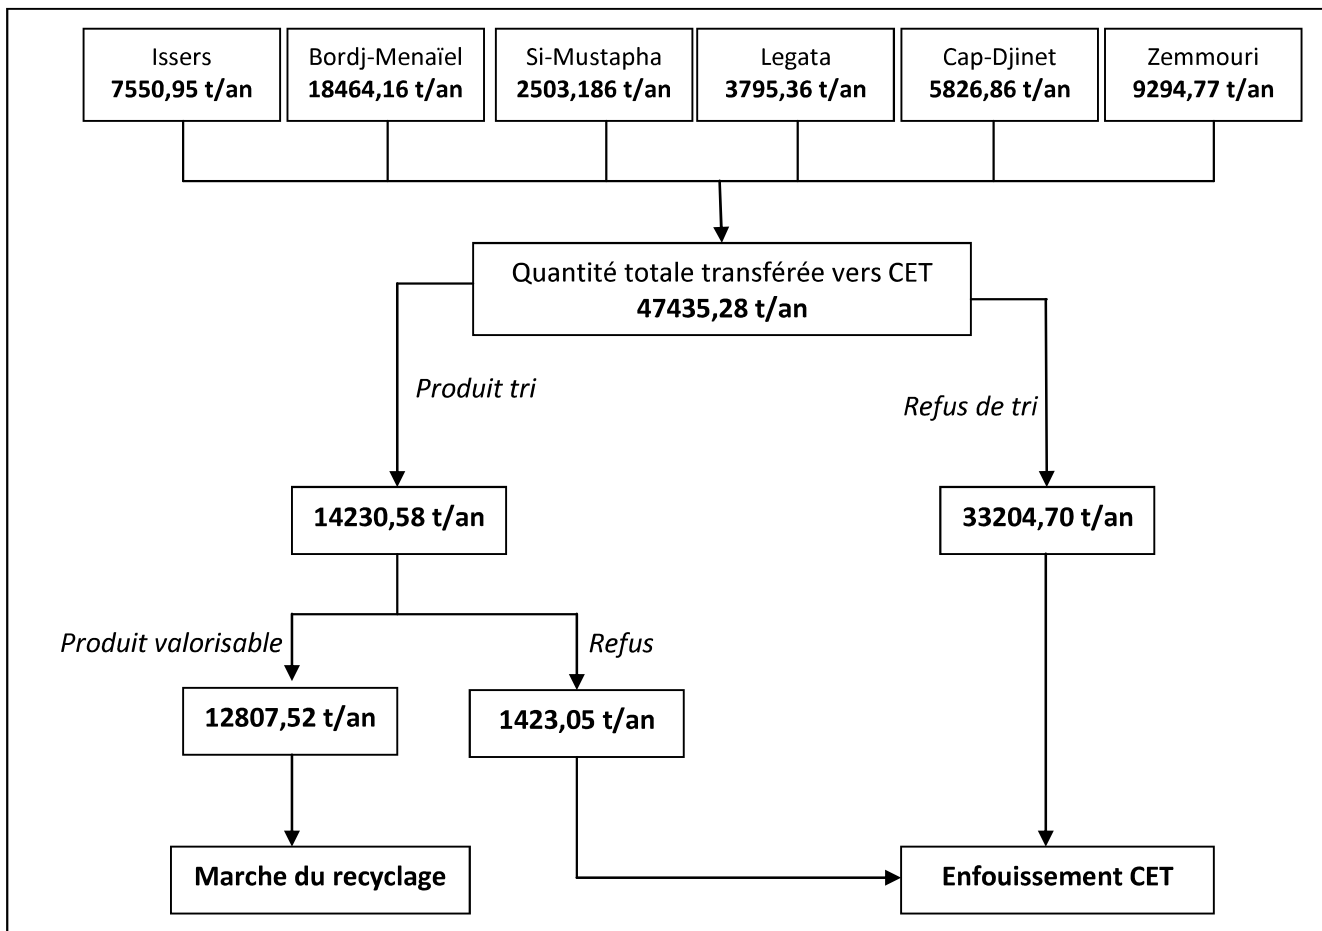 Issers
7550,95 t/an
Bordj-Menaïel
18464,16 t/an
Si-Mustapha
2503,186 t/an
Legata
3795,36 t/an
Cap-Djinet
5826,86 t/an
Zemmouri
9294,77 t/an
Quantité totale transférée vers CET
47435,28 t/an
Produit tri
Refus de tri
14230,58 t/an
33204,70 t/an
Produit valorisable
Refus
12807,52 t/an
1423,05 t/an
Marche du recyclage
Enfouissement CET